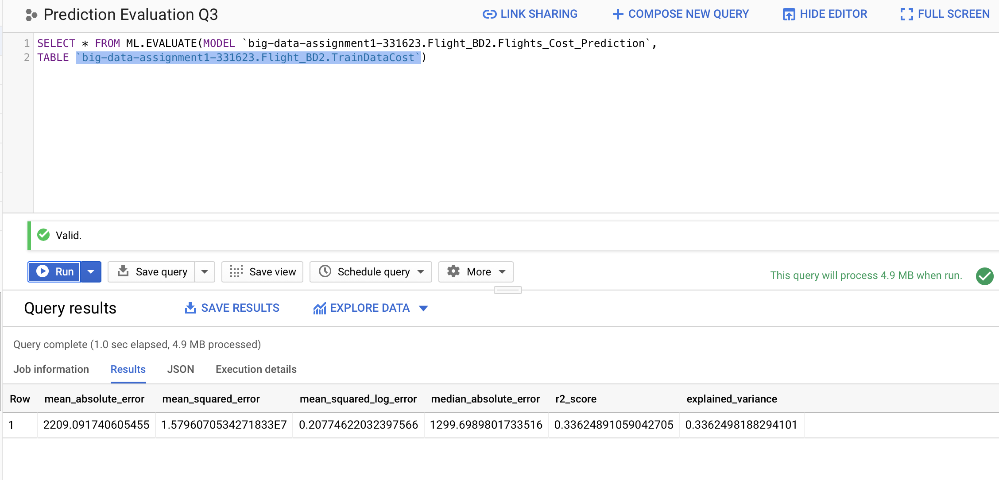 Prediction Evaluation Q3 LINK SHARING COMPOSE NEW QUERY HIDE EDITOR FULL SCREEN
1 SELECT * FROM ML.EVALUATE(MODEL `big-data-assignment1-331623.Flight_BD2.Flights_Cost_Prediction`,
2 TABLE `big-data-assignment1-331623.Flight_BD2.TrainDataCost`)
Valid.
Run Save query Save view Schedule query More This query will process 4.9 MB when run.
Query results SAVE RESULTS EXPLORE DATA
Query complete (1.0 sec elapsed, 4.9 MB processed)
Job information Results JSON Execution details
Row mean_absolute_error mean_squared_error mean_squared_log_error median_absolute_error r2_score explained_variance
1 2209.091740605455 1.5796070534271833E7 0.20774622032397566 1299.6989801733516 0.33624891059042705 0.3362498188294101